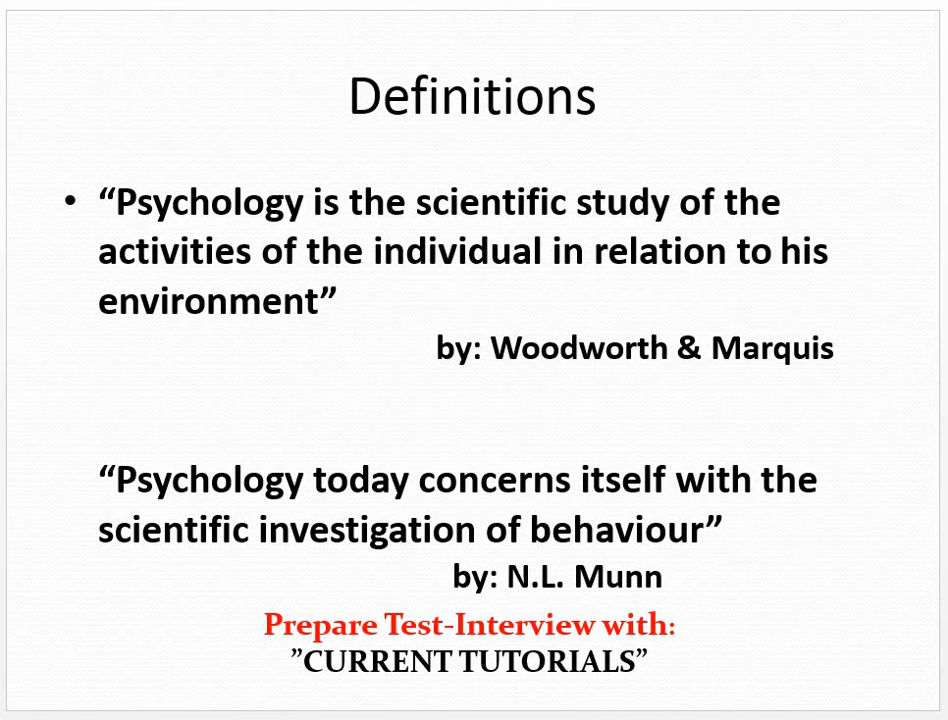 Definitions
• “Psychology is the scientific study of the
activities of the individual in relation to his
environment”
by: Woodworth & Marquis
“Psychology today concerns itself with the
scientific investigation of behaviour”
by: N.L. Munn
Prepare Test-Interview with:
”CURRENT TUTORIALS”